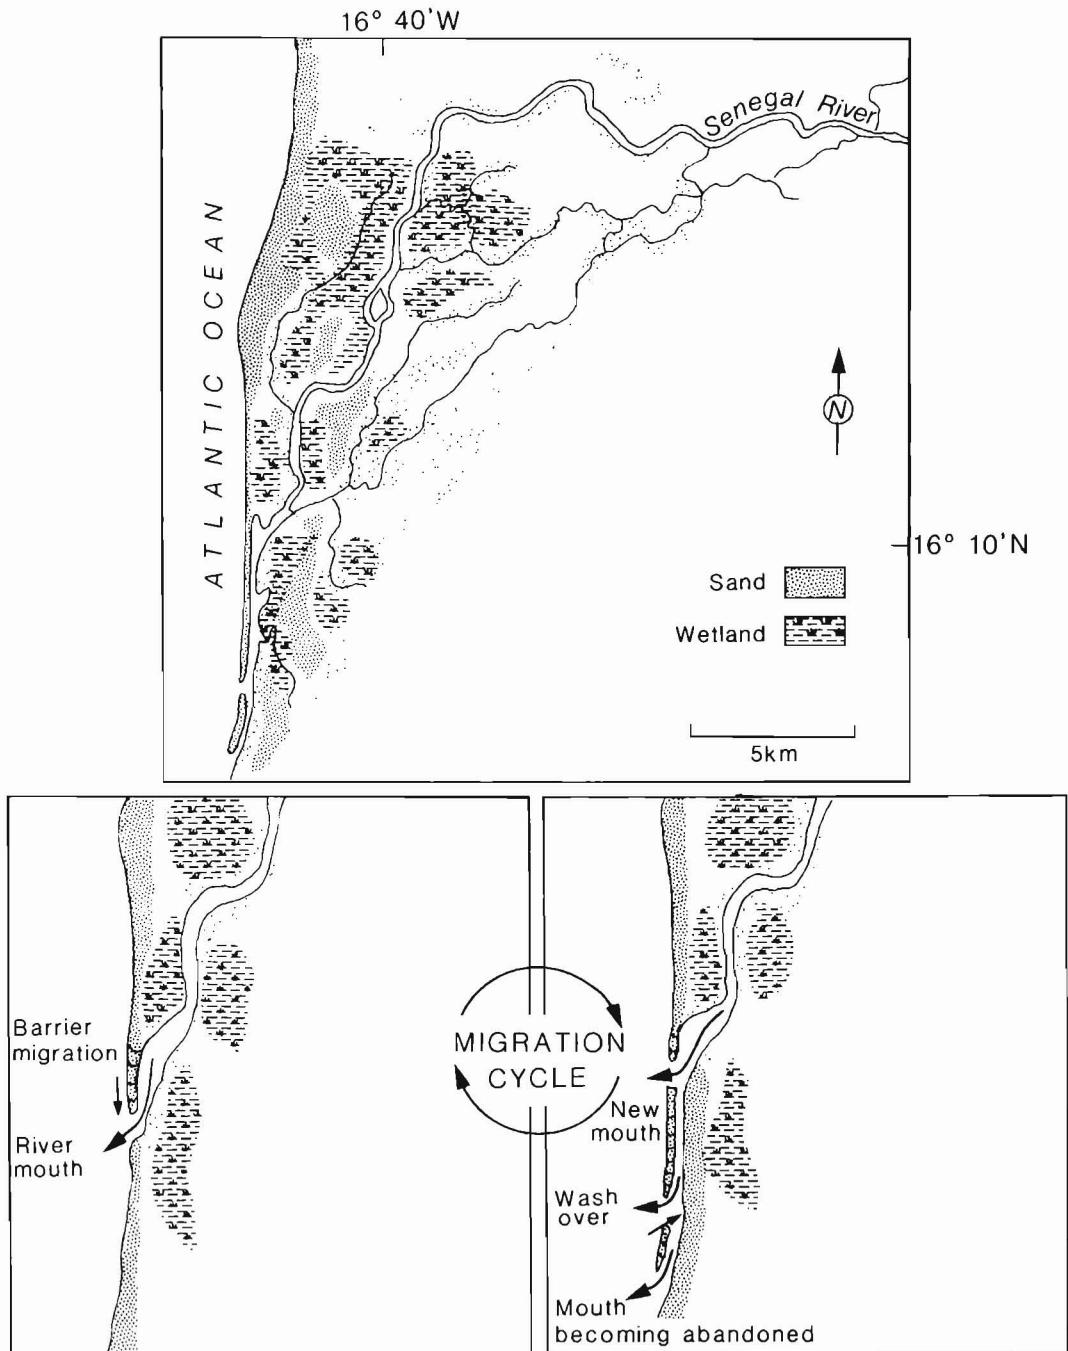 16° 40'W
Senegal River
ATLANTIC OCEAN
N
16° 10'N
Sand
Wetland
5km
Barrier
migration
River
mouth
MIGRATION
CYCLE
New
mouth
Wash
over
Mouth
becoming abandoned